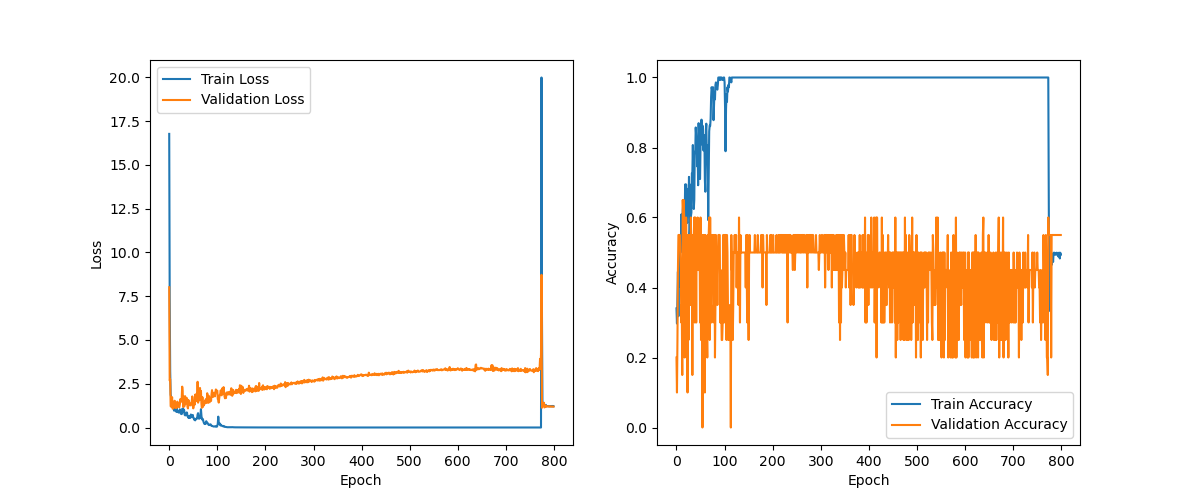 Train Loss
Validation Loss
20.0
17.5
15.0
12.5
10.0
7.5
5.0
2.5
0.0
Loss
0 100 200 300 400 500 600 700 800
Epoch
1.0
0.8
0.6
0.4
0.2
0.0
Accuracy
Train Accuracy
Validation Accuracy
0 100 200 300 400 500 600 700 800
Epoch